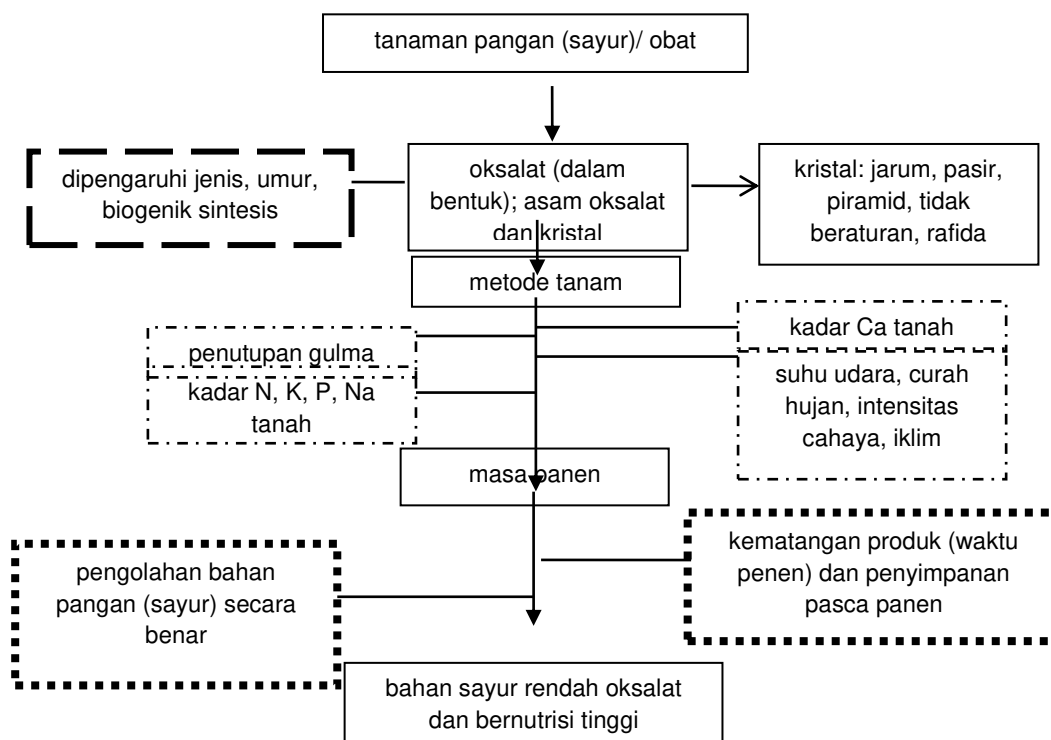 tanaman pangan (sayur)/ obat
dipengaruhi jenis, umur,
biogenik sintesis
oksalat (dalam
bentuk); asam oksalat
dan kristal
kristal: jarum, pasir,
piramid, tidak
beraturan, rafida
metode tanam
penutupan gulma
kadar N, K, P, Na
tanah
kadar Ca tanah
suhu udara, curah
hujan, intensitas
cahaya, iklim
masa panen
pengolahan bahan
pangan (sayur) secara
benar
kematangan produk (waktu
penen) dan penyimpanan
pasca panen
bahan sayur rendah oksalat
dan bernutrisi tinggi